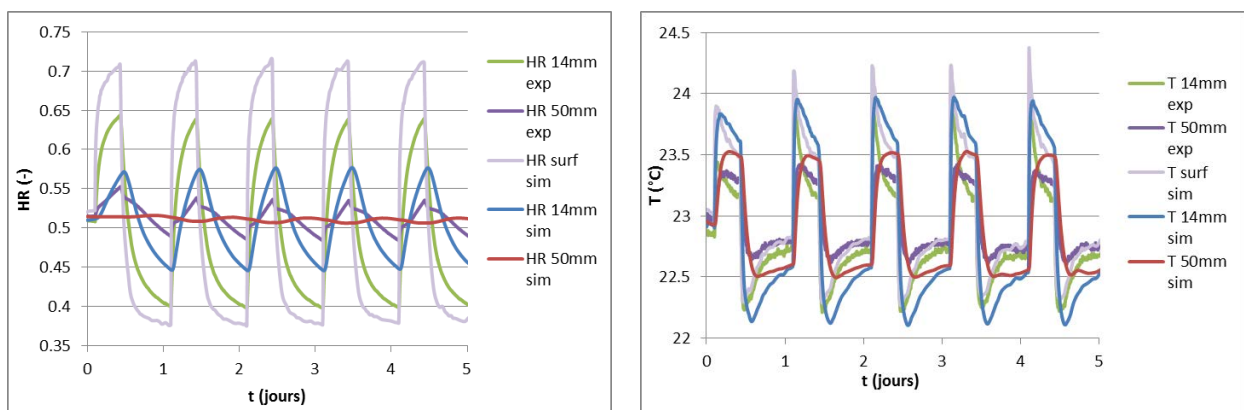 0.75
0.7
0.65
0.6
0.55
0.5
0.45
0.4
0.35
HR (-)
0
1
2
3
4
5
t (jours)
HR 14mm
exp
HR 50mm
exp
HR surf
sim
HR 14mm
sim
HR 50mm
sim
24.5
24
23.5
23
22.5
22
T (°C)
0
1
2
3
4
5
t (jours)
T 14mm
exp
T 50mm
exp
T surf
sim
T 14mm
sim
T 50mm
sim